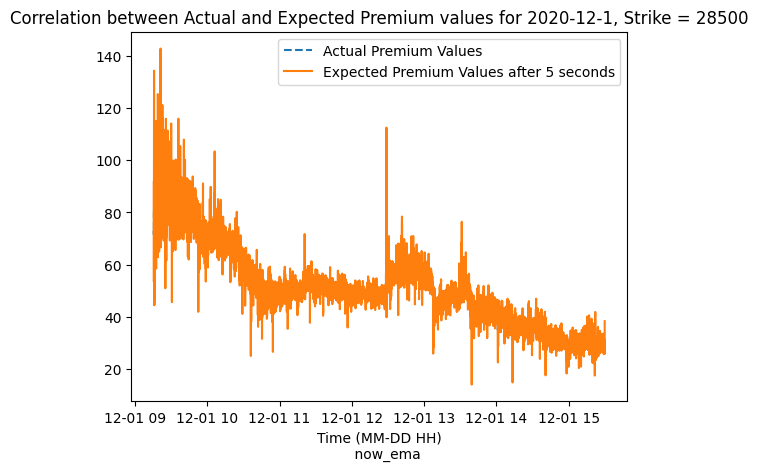 Correlation between Actual and Expected Premium values for 2020-12-1, Strike = 28500
Actual Premium Values
Expected Premium Values after 5 seconds
140
120
100
80
60
40
20
12-01 09 12-01 10 12-01 11 12-01 12 12-01 13 12-01 14 12-01 15
Time (MM-DD HH)
now_ema